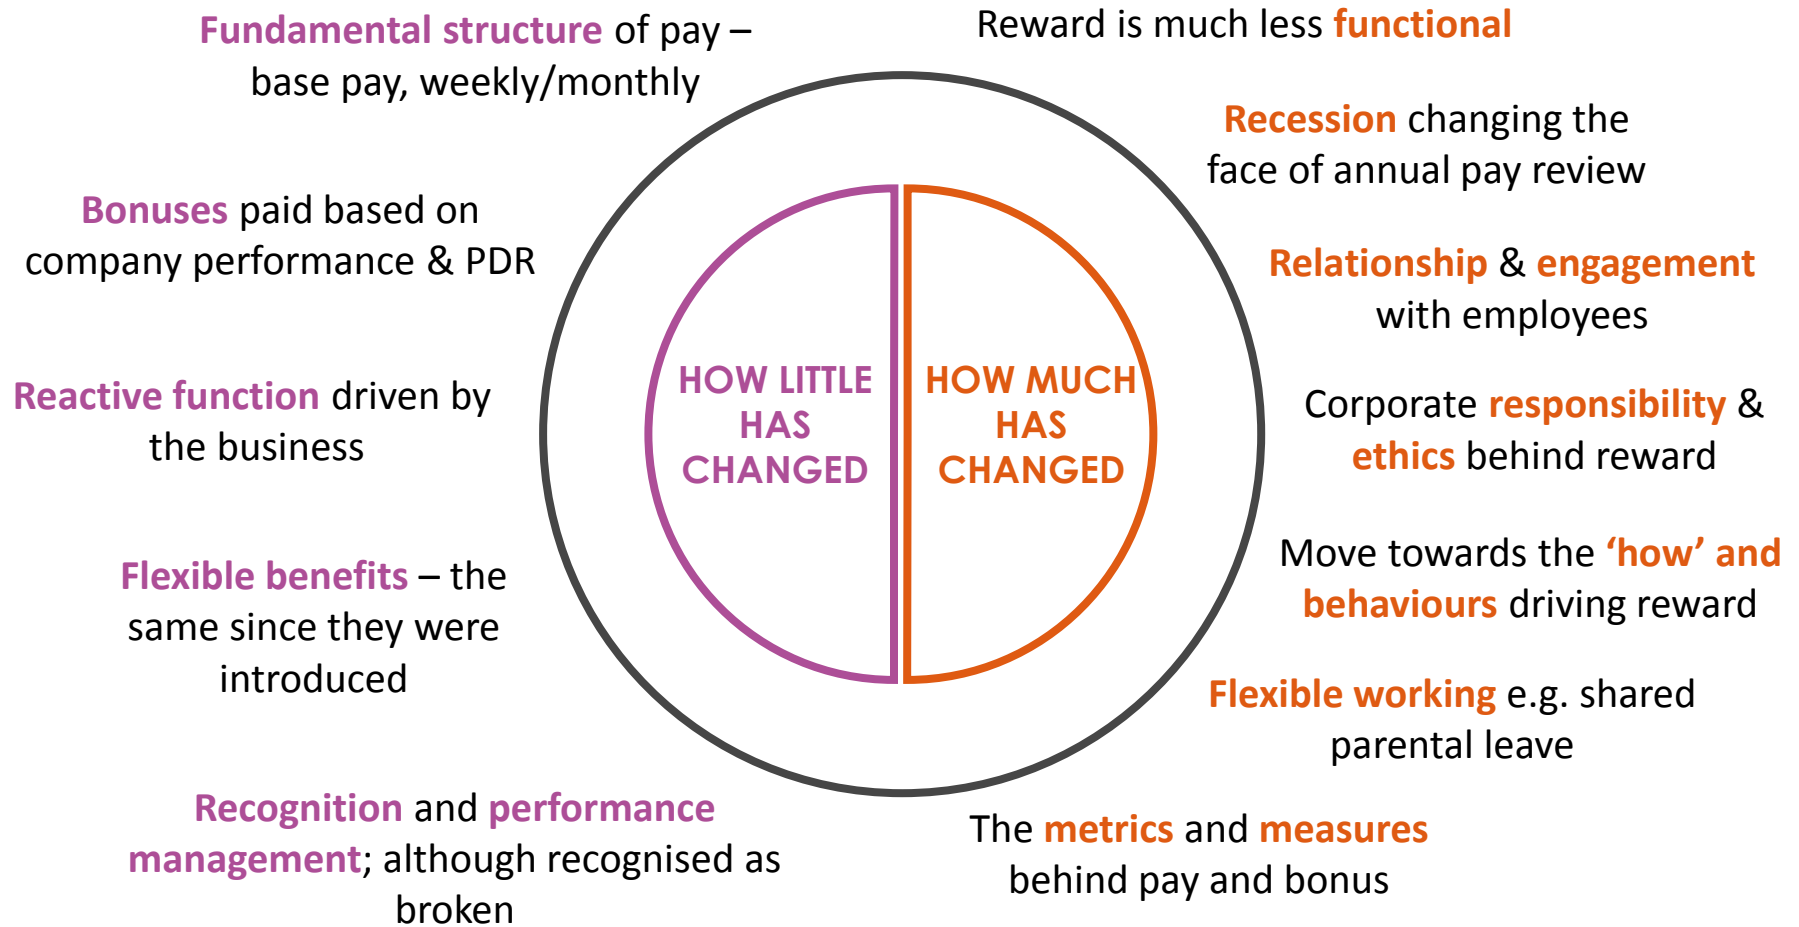 Fundamental structure of pay –
base pay, weekly/monthly
Bonuses paid based on
company performance & PDR
Reactive function driven by
the business
Flexible benefits – the
same since they were
introduced
Recognition and performance
management; although recognised as
broken
HOW LITTLE
HAS
CHANGED
HOW MUCH
HAS
CHANGED
Reward is much less functional
Recession changing the
face of annual pay review
Relationship & engagement
with employees
Corporate responsibility &
ethics behind reward
Move towards the ‘how’ and
behaviours driving reward
Flexible working e.g. shared
parental leave
The metrics and measures
behind pay and bonus